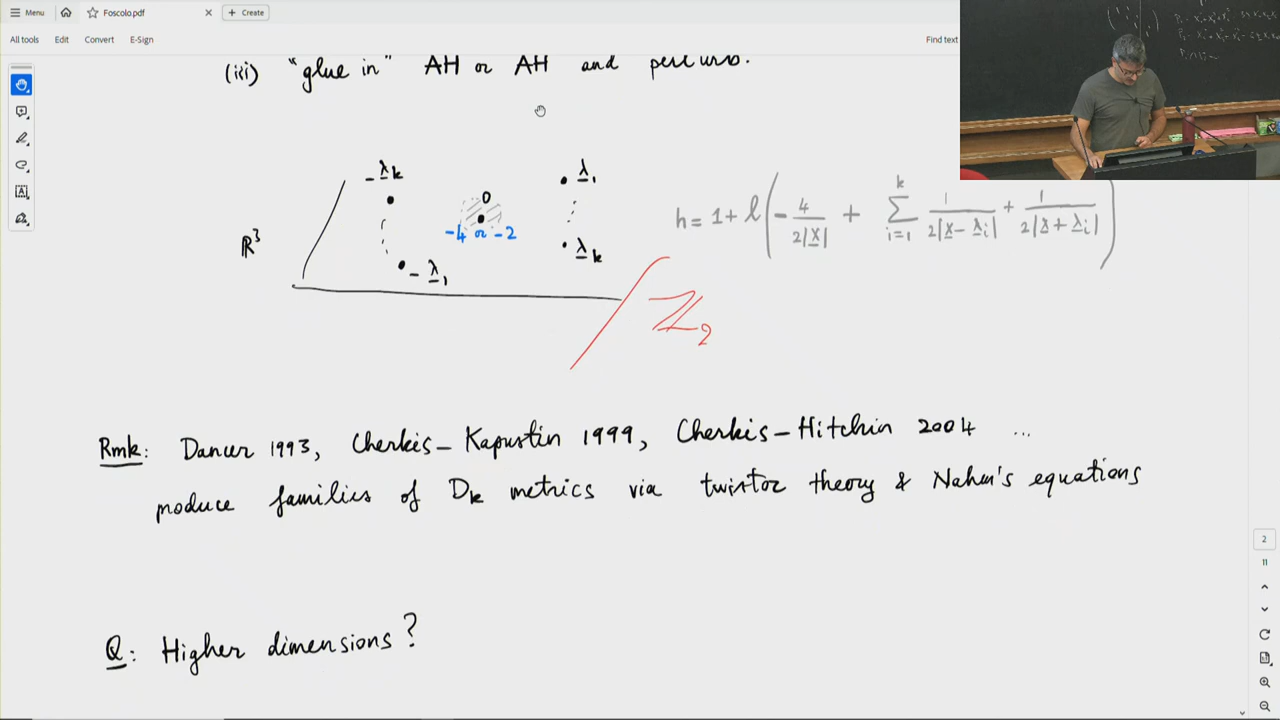 Menu
Foscolo.pdf
Create
All tools
Edit
Convert
E-Sign
Find text
(iii) "glue in" AH or AH and perturb.
-λk
0
λ1
h = 1 + l ( - 4/2|x| + Σ_{i=1}^{k} 1/2|x - λi| + 1/2|x + λi| )
ℝ³
-4 or -2
λk
-λ1
/ℤ2
Rmk: Dancer 1993, Cherkis-Kapustin 1999, Cherkis-Hitchin 2004 ...
produce families of Dk metrics via twistor theory & Nahm's equations
Q: Higher dimensions?
2
11